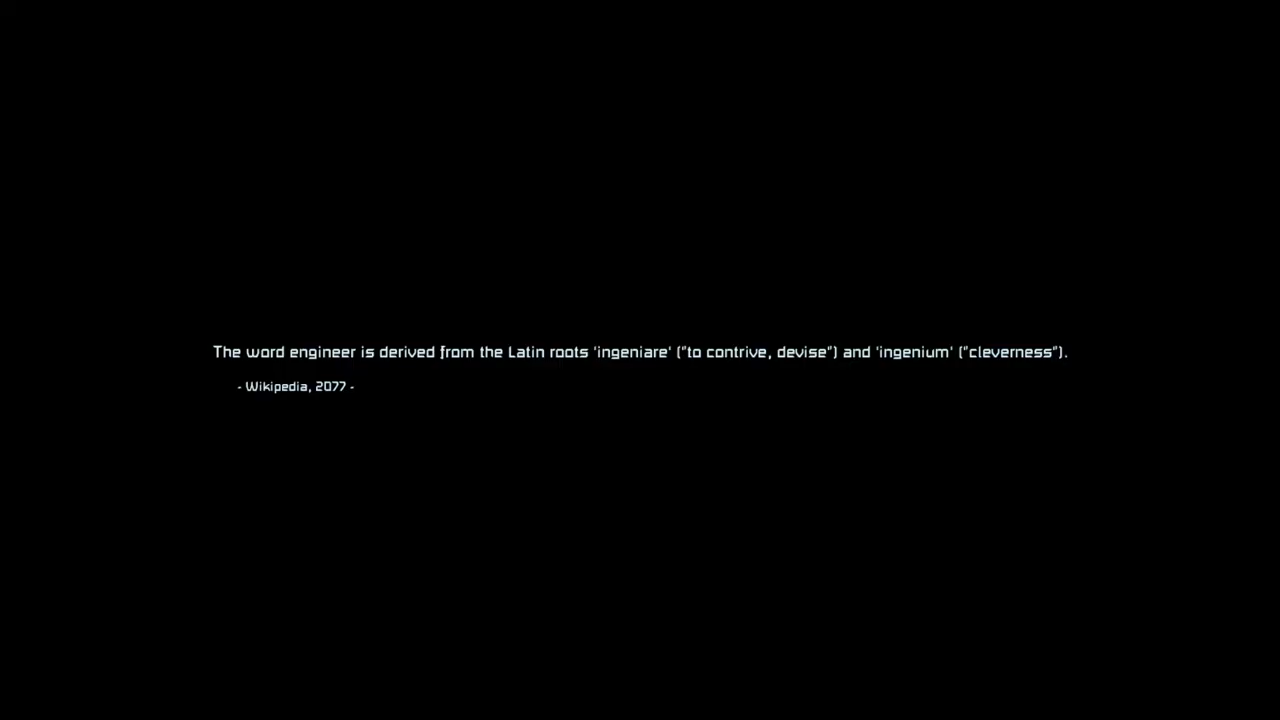 The word engineer is derived from the Latin roots 'ingeniare' ("to contrive, devise") and 'ingenium' ("cleverness").
- Wikipedia, 2077 -